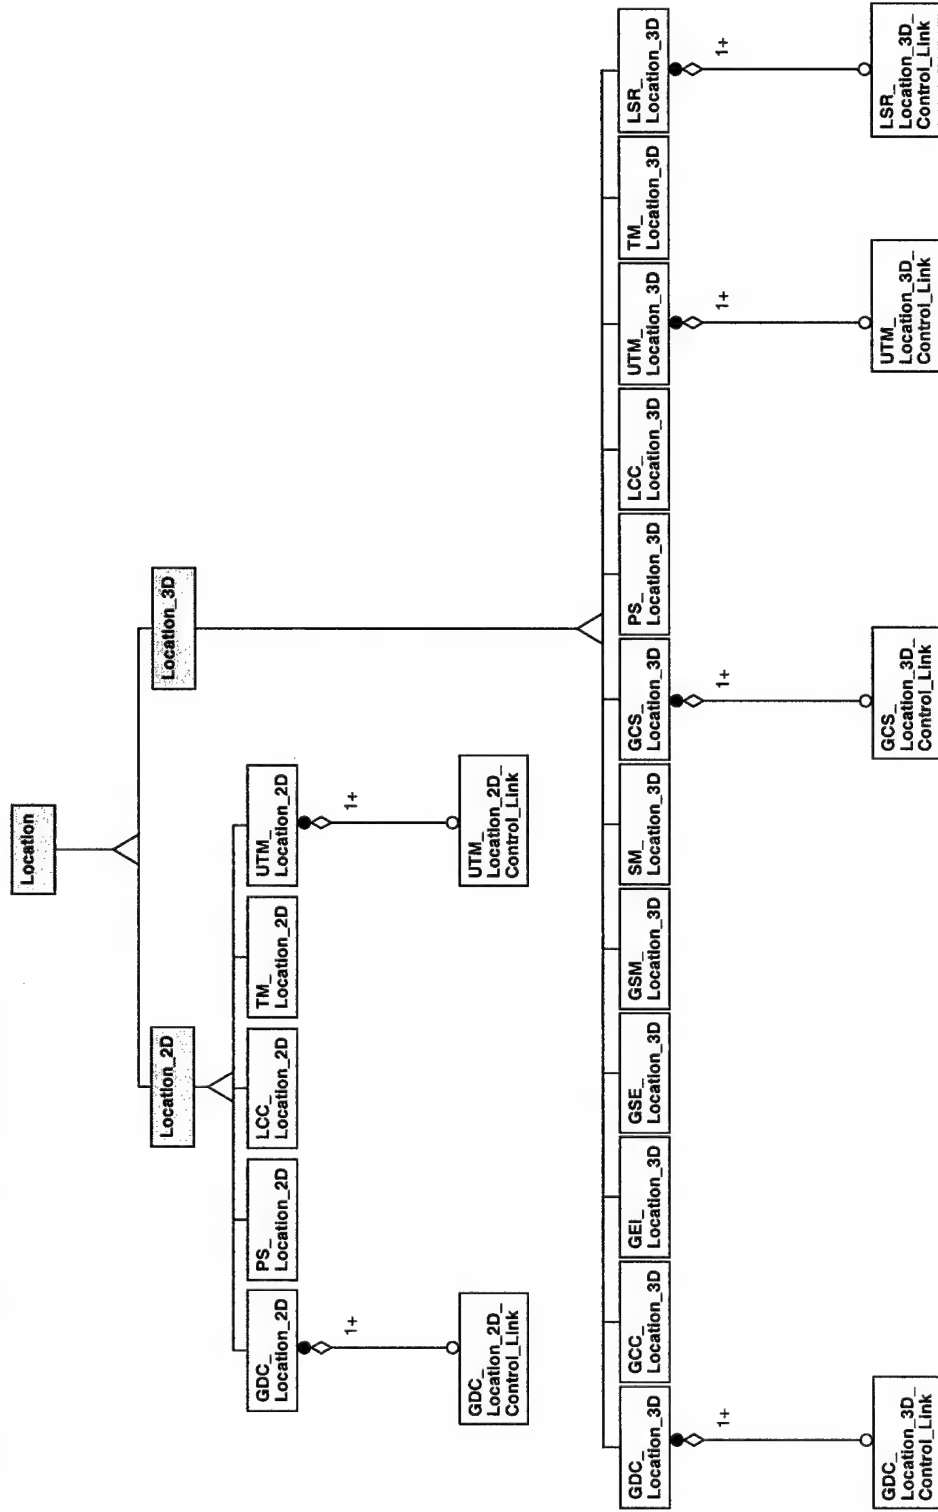 Location
Location_2D
Location_3D
GDC_
Location_2D
PS_
Location_2D
LCC_
Location_2D
TM_
Location_2D
UTM_
Location_2D
1+
1+
GDC_
Location_2D_
Control_Link
UTM_
Location_2D_
Control_Link
GDC_
Location_3D
GCC_
Location_3D
GEI_
Location_3D
GSE_
Location_3D
GSM_
Location_3D
SM_
Location_3D
GCS_
Location_3D
PS_
Location_3D
LCC_
Location_3D
UTM_
Location_3D
TM_
Location_3D
LSR_
Location_3D
1+
1+
1+
1+
GDC_
Location_3D_
Control_Link
GCS_
Location_3D_
Control_Link
UTM_
Location_3D_
Control_Link
LSR_
Location_3D_
Control_Link